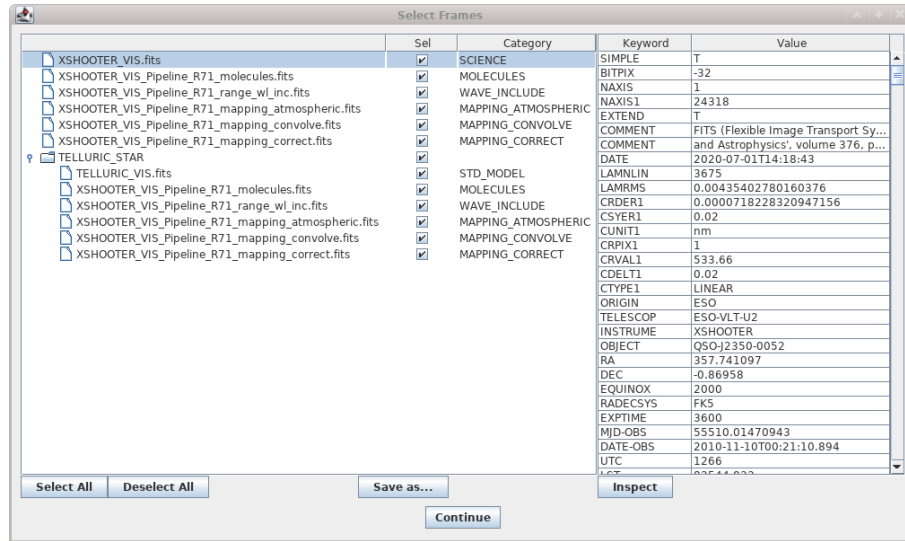 Select Frames
Sel Category Keyword Value
XSHOOTER_VIS.fits SCIENCE SIMPLE T
XSHOOTER_VIS_Pipeline_R71_molecules.fits MOLECULES BITPIX -32
XSHOOTER_VIS_Pipeline_R71_range_wl_inc.fits WAVE_INCLUDE NAXIS 1
XSHOOTER_VIS_Pipeline_R71_mapping_atmospheric.fits MAPPING_ATMOSPHERIC NAXIS1 24318
XSHOOTER_VIS_Pipeline_R71_mapping_convolve.fits MAPPING_CONVOLVE EXTEND T
XSHOOTER_VIS_Pipeline_R71_mapping_correct.fits MAPPING_CORRECT COMMENT FITS (Flexible Image Transport Sy...
TELLURIC_STAR COMMENT and Astrophysics', volume 376, p...
TELLURIC_VIS.fits STD_MODEL DATE 2020-07-01T14:18:43
XSHOOTER_VIS_Pipeline_R71_molecules.fits MOLECULES LAMNLIN 3675
XSHOOTER_VIS_Pipeline_R71_range_wl_inc.fits WAVE_INCLUDE LAMRMS 0.00435402780160376
XSHOOTER_VIS_Pipeline_R71_mapping_atmospheric.fits MAPPING_ATMOSPHERIC CRDER1 0.0000718228320947156
XSHOOTER_VIS_Pipeline_R71_mapping_convolve.fits MAPPING_CONVOLVE CSYER1 0.02
XSHOOTER_VIS_Pipeline_R71_mapping_correct.fits MAPPING_CORRECT CUNIT1 nm
CRPIX1 1
CRVAL1 533.66
CDELT1 0.02
CTYPE1 LINEAR
ORIGIN ESO
TELESCOP ESO-VLT-U2
INSTRUME XSHOOTER
OBJECT QSO-J2350-0052
RA 357.741097
DEC -0.86958
EQUINOX 2000
RADECSYS FK5
EXPTIME 3600
MJD-OBS 55510.01470943
DATE-OBS 2010-11-10T00:21:10.894
UTC 1266
Select All Deselect All Save as... Inspect
Continue